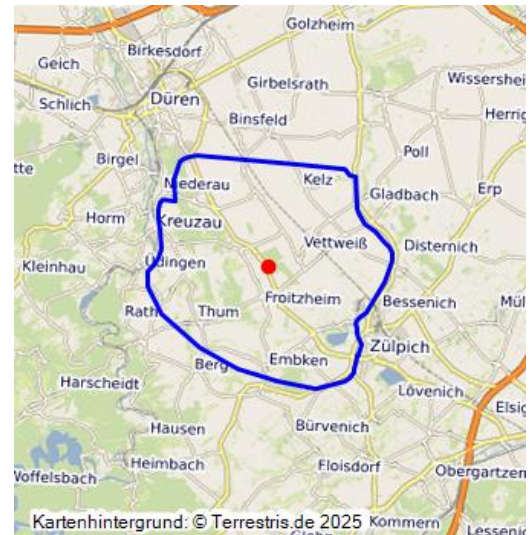 Golzheim
Birkesdorf
Geich
Wissershei
Girbelsrath
Schlich
Düren
Binsfeld
Herrig
Poll
Birgel
tte
Niederau
Kelz
Gladbach
Erp
Horm
Kreuzau
Vettweiß
Disternich
Kleinhau
Üdingen
Froitzheim
Bessenich
Mül
Rath
Thum
Zülpich
Berg
Embken
Harscheidt
Lövenich
Elsig
Hausen
Bürvenich
Heimbach
Floisdorf
Obergartzen
Woffelsbach
Kartenhintergrund: © Terrestris.de 2025
Kommern
Lesseni